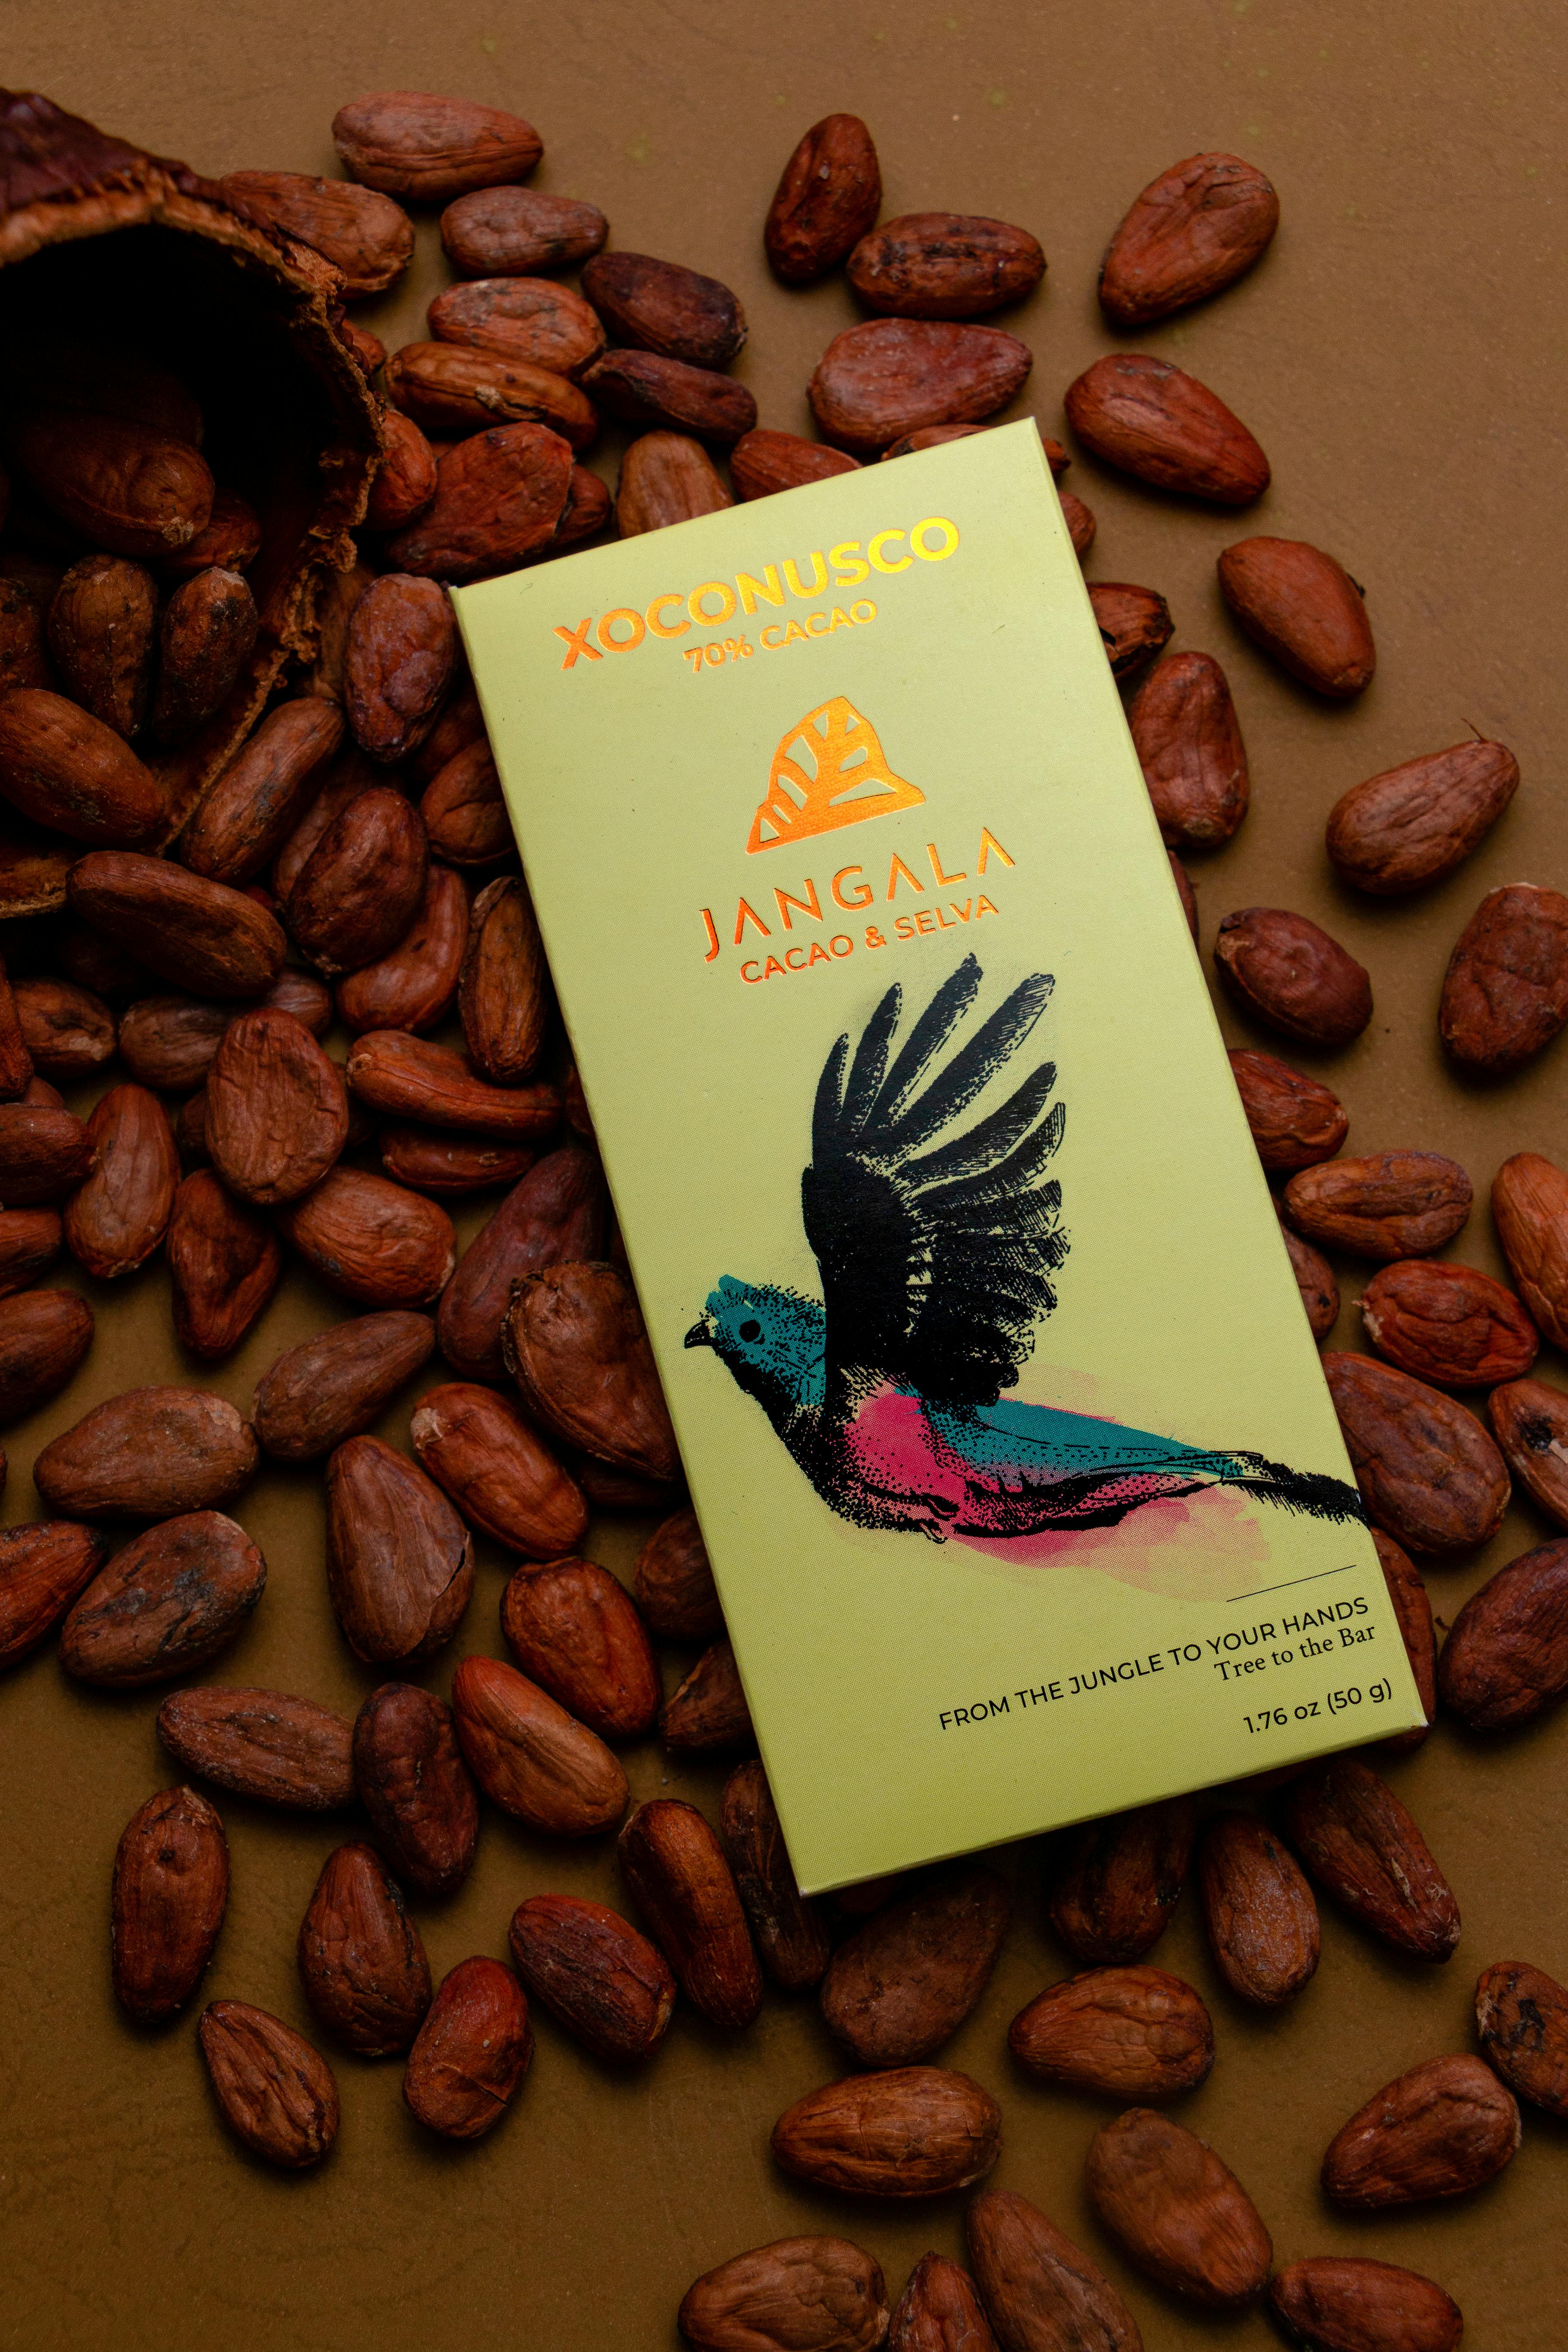 XOCONUSCO
70% CACAO
JANGALA
CACAO & SELVA
FROM THE JUNGLE TO YOUR HANDS
Tree to the Bar
1.76 oz (50 g)